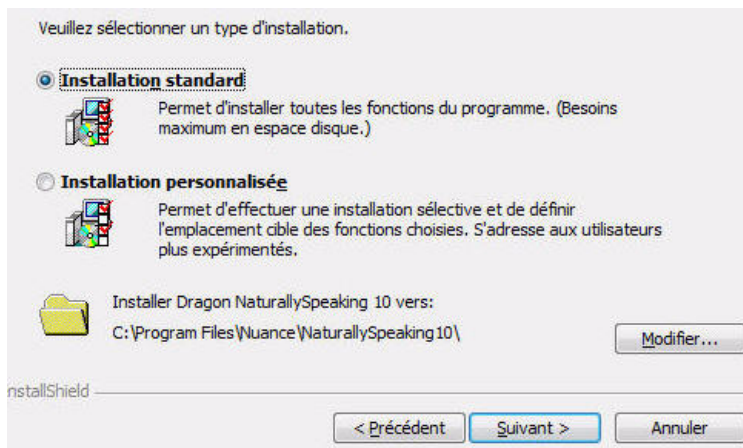 Veuillez sélectionner un type d'installation.
Installation standard
Permet d'installer toutes les fonctions du programme. (Besoins
maximum en espace disque.)
Installation personnalisée
Permet d'effectuer une installation sélective et de définir
l'emplacement cible des fonctions choisies. S'adresse aux utilisateurs
plus expérimentés.
Installer Dragon NaturallySpeaking 10 vers:
C:\Program Files\Nuance\NaturallySpeaking10\
Modifier...
nstallShield
< Précédent
Suivant >
Annuler